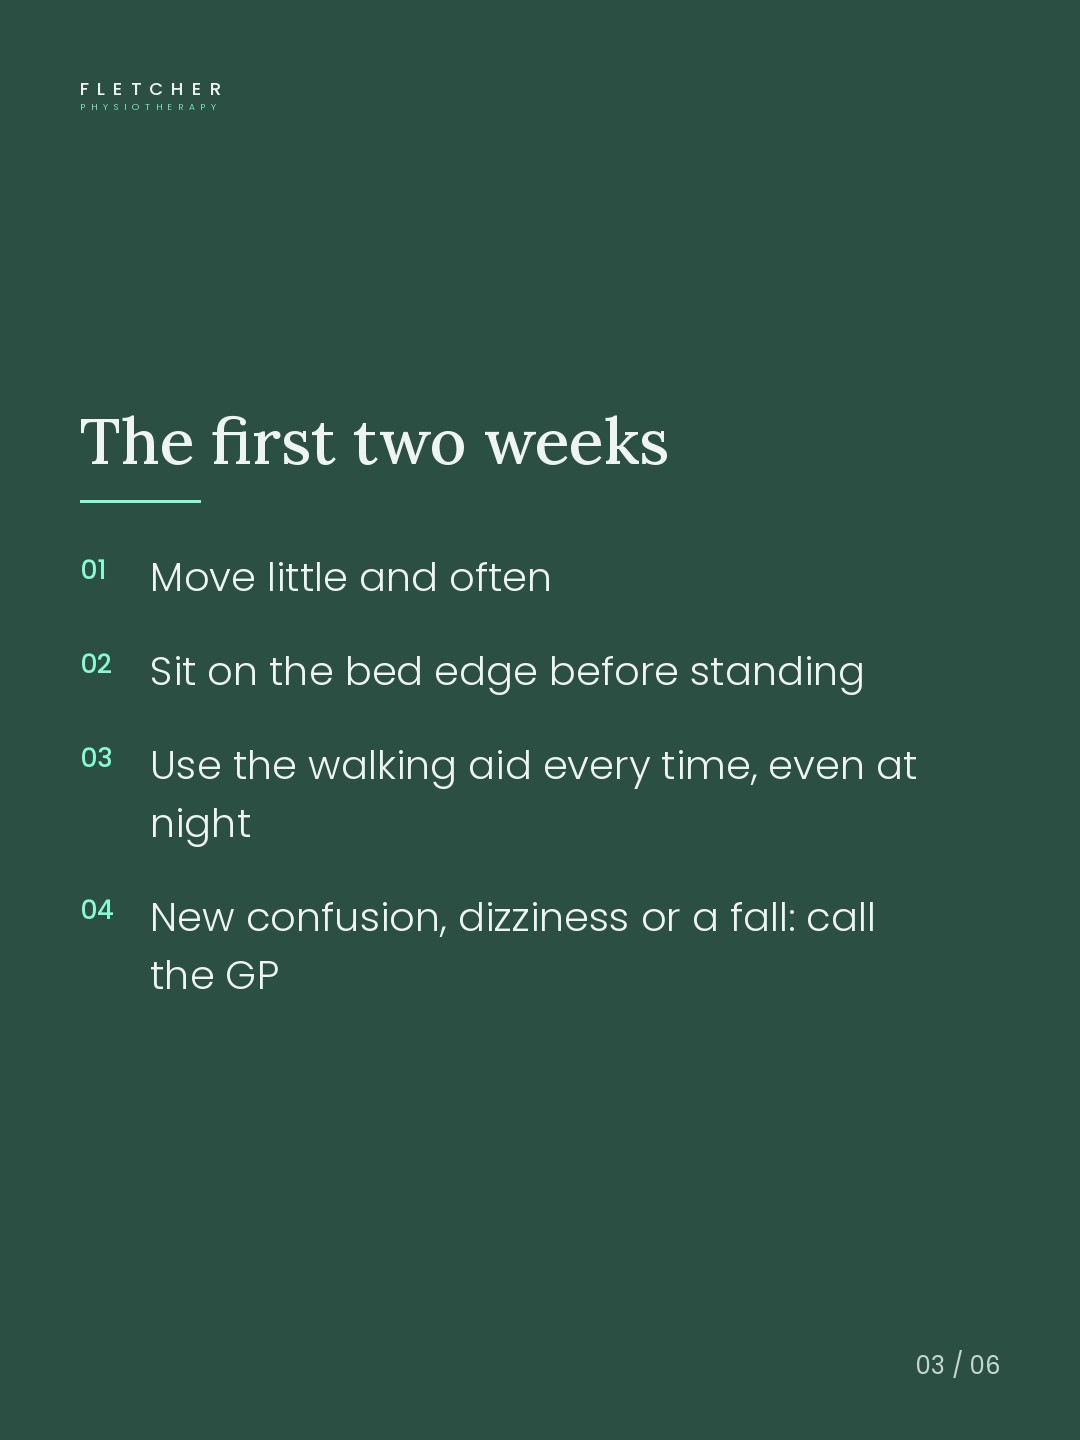 FLETCHER
PHYSIOTHERAPY
The first two weeks
01 Move little and often
02 Sit on the bed edge before standing
03 Use the walking aid every time, even at
night
04 New confusion, dizziness or a fall: call
the GP
03 / 06